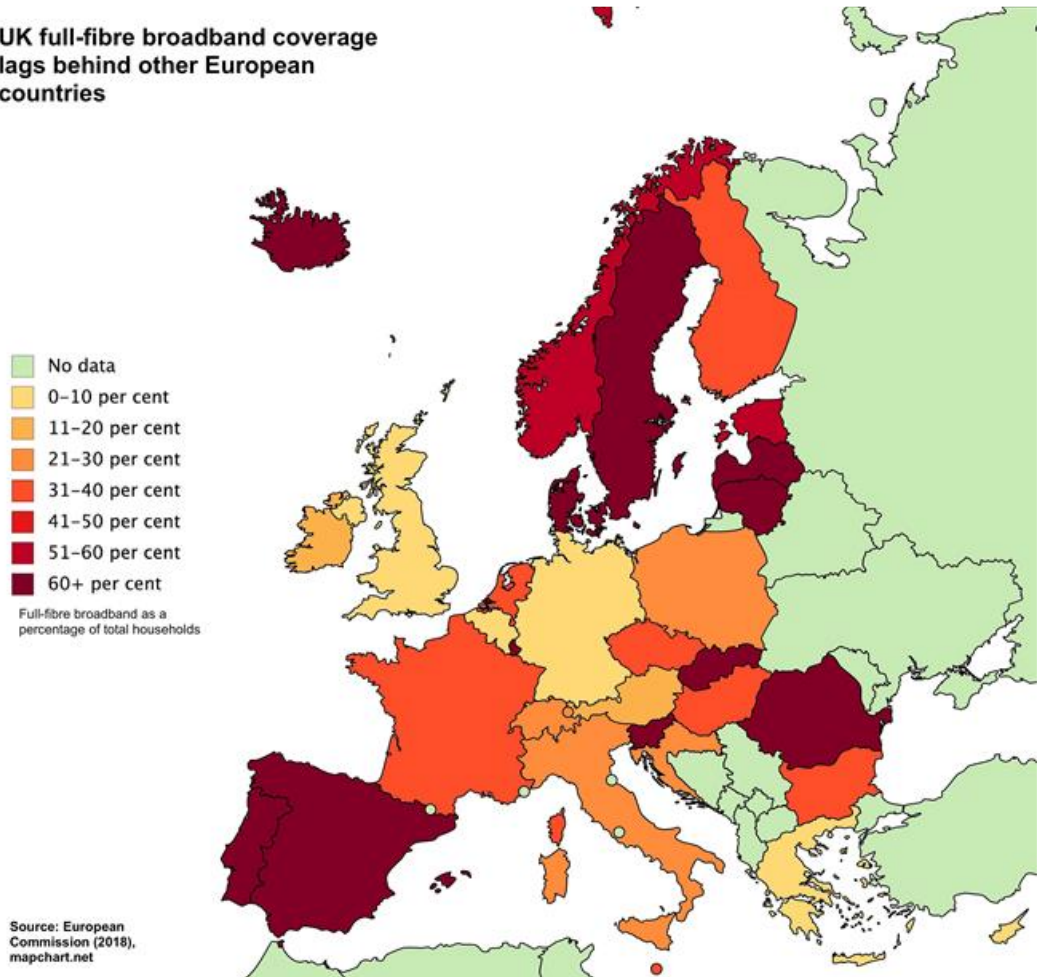 UK full-fibre broadband coverage
lags behind other European
countries
No data
0–10 per cent
11–20 per cent
21–30 per cent
31–40 per cent
41–50 per cent
51–60 per cent
60+ per cent
Full-fibre broadband as a
percentage of total households
Source: European
Commission (2018),
mapchart.net